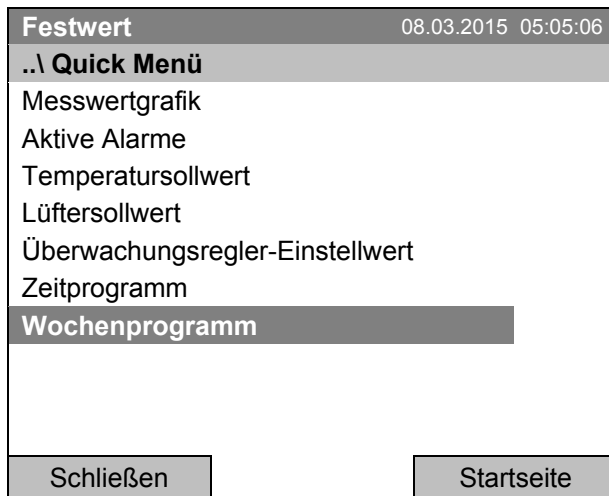 Festwert 08.03.2015 05:05:06
..\ Quick Menü
Messwertgrafik
Aktive Alarme
Temperatursollwert
Lüftersollwert
Überwachungsregler-Einstellwert
Zeitprogramm
Wochenprogramm
Schließen Startseite